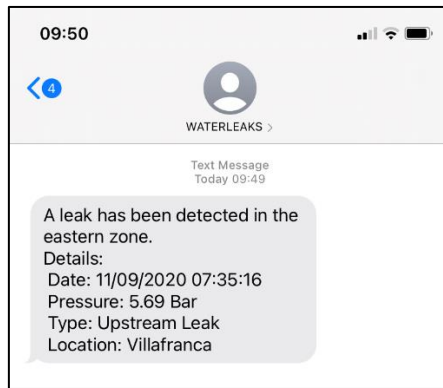 09:50
4
WATERLEAKS >
Text Message
Today 09:49
A leak has been detected in the
eastern zone.
Details:
Date: 11/09/2020 07:35:16
Pressure: 5.69 Bar
Type: Upstream Leak
Location: Villafranca